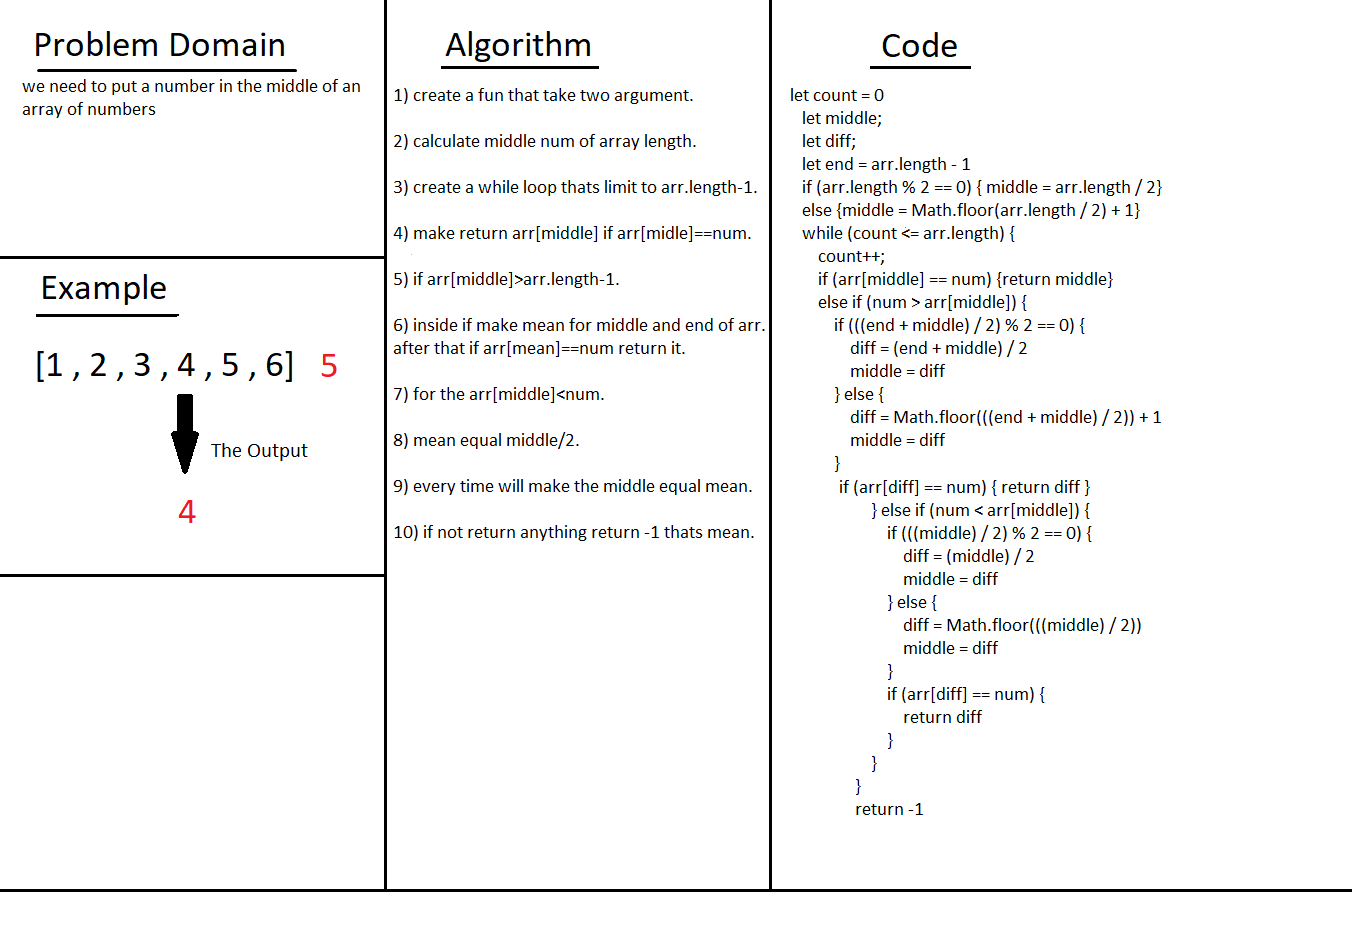 Problem Domain
we need to put a number in the middle of an
array of numbers
Example
[1 , 2 , 3 , 4 , 5 , 6] 5
The Output
4
Algorithm
1) create a fun that take two argument.
2) calculate middle num of array length.
3) create a while loop thats limit to arr.length-1.
4) make return arr[middle] if arr[midle]==num.
5) if arr[middle]>arr.length-1.
6) inside if make mean for middle and end of arr.
after that if arr[mean]==num return it.
7) for the arr[middle]<num.
8) mean equal middle/2.
9) every time will make the middle equal mean.
10) if not return anything return -1 thats mean.
Code
let count = 0
let middle;
let diff;
let end = arr.length - 1
if (arr.length % 2 == 0) { middle = arr.length / 2}
else {middle = Math.floor(arr.length / 2) + 1}
while (count <= arr.length) {
count++;
if (arr[middle] == num) {return middle}
else if (num > arr[middle]) {
if (((end + middle) / 2) % 2 == 0) {
diff = (end + middle) / 2
middle = diff
} else {
diff = Math.floor(((end + middle) / 2)) + 1
middle = diff
}
if (arr[diff] == num) { return diff }
} else if (num < arr[middle]) {
if (((middle) / 2) % 2 == 0) {
diff = (middle) / 2
middle = diff
} else {
diff = Math.floor(((middle) / 2))
middle = diff
}
if (arr[diff] == num) {
return diff
}
}
}
return -1